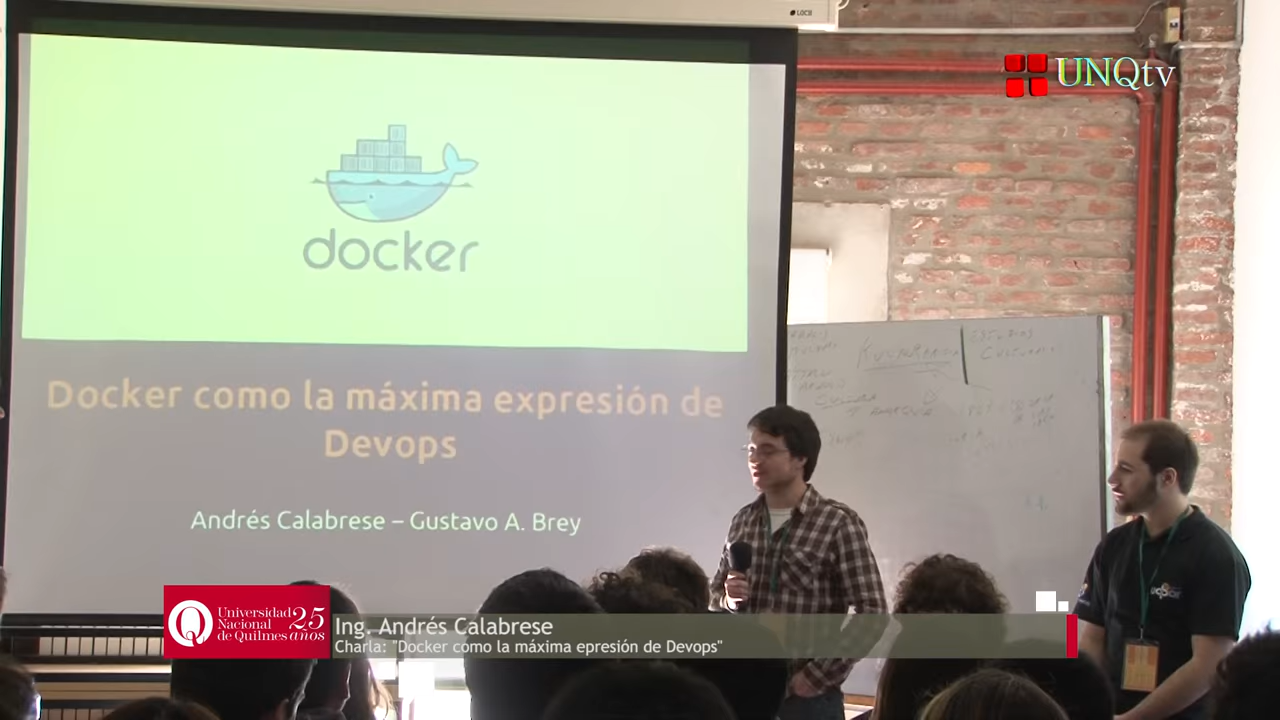 LOCH
UNQtv
docker
Docker como la máxima expresión de
Devops
Andrés Calabrese – Gustavo A. Brey
Universidad
Nacional
de Quilmes
25
años
Ing. Andrés Calabrese
Charla: "Docker como la máxima epresión de Devops"